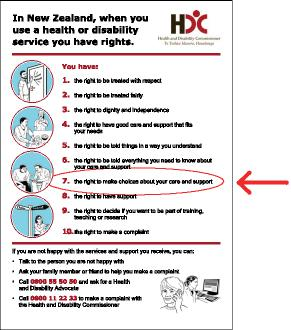 In New Zealand, when you
use a health or disability
service you have rights.
HDC
Health and Disability Commissioner
Te Toihau Hauora, Hauātanga
You have:
1. the right to be treated with respect
2. the right to be treated fairly
3. the right to dignity and independence
4. the right to have good care and support that fits
your needs
5. the right to be told things in a way you understand
6. the right to be told everything you need to know about
your care and support
7. the right to make choices about your care and support
8. the right to have support
9. the right to decide if you want to be part of training,
teaching or research
10. the right to make a complaint
If you are not happy with the services and support you receive, you can:
• Talk to the person you are not happy with
• Ask your family member or friend to help you make a complaint
• Call 0800 55 50 50 and ask for a Health
and Disability Advocate
• Call 0800 11 22 33 to make a complaint with
the Health and Disability Commissioner